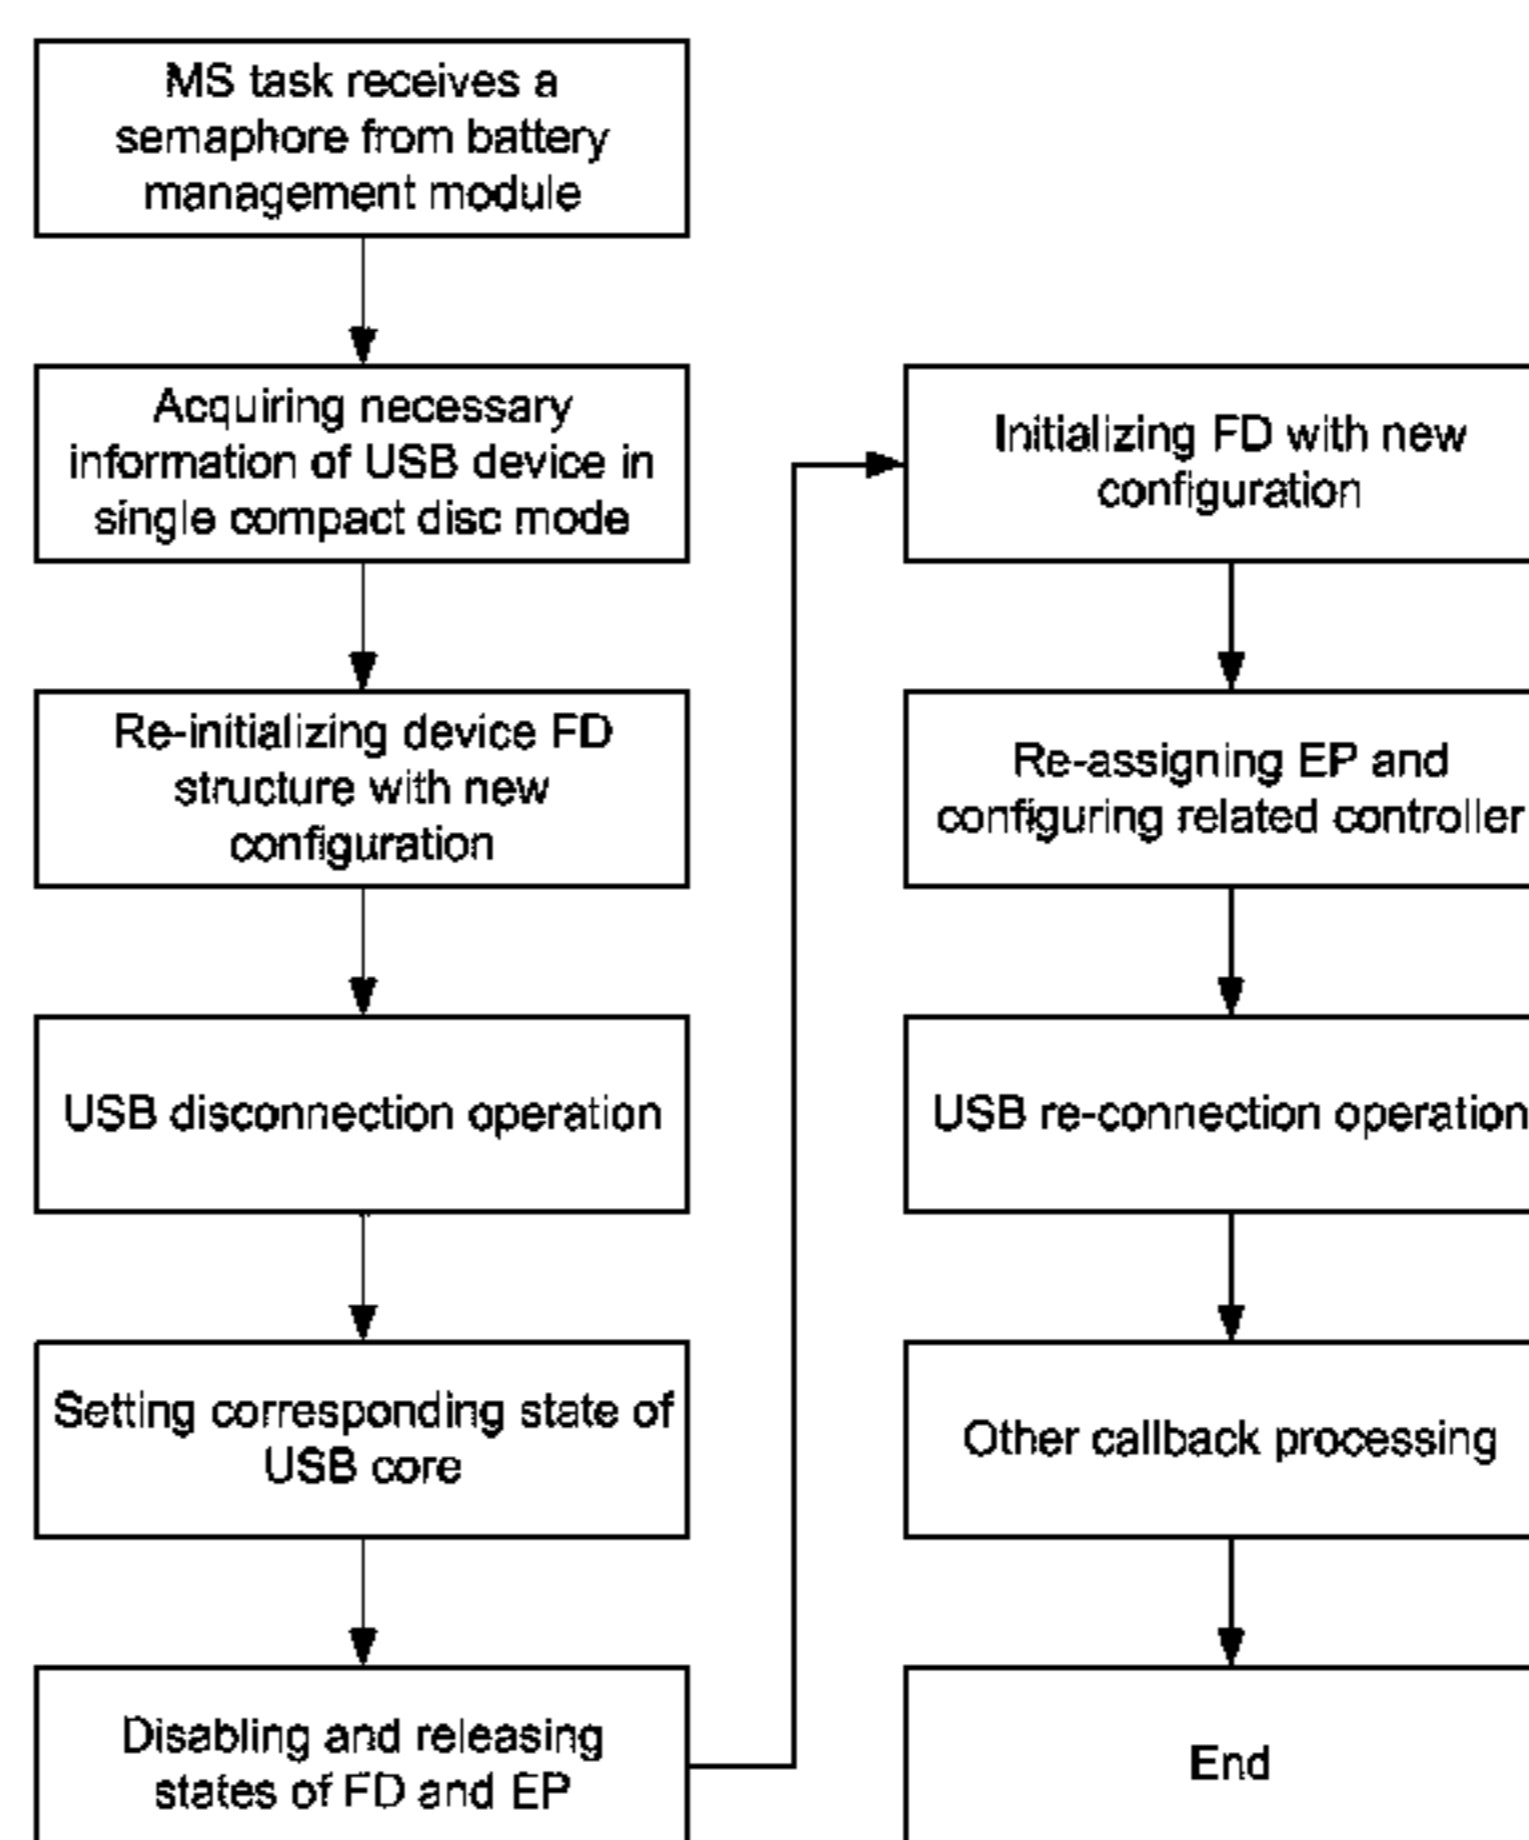 MS task receives a
semaphore from battery
management module
Acquiring necessary
information of USB device in
single compact disc mode
Re-initializing device FD
structure with new
configuration
USB disconnection operation
Setting corresponding state of
USB core
Disabling and releasing
states of FD and EP
Initializing FD with new
configuration
Re-assigning EP and
configuring related controller
USB re-connection operation
Other callback processing
End